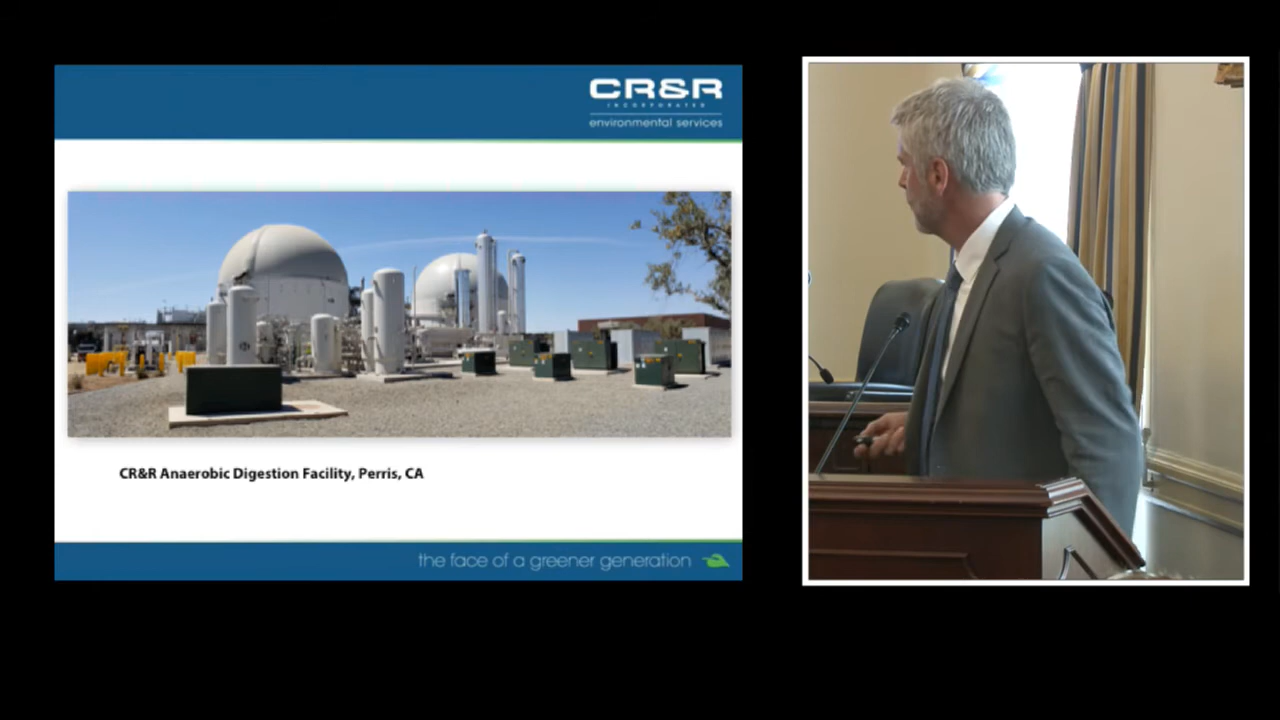 CR&R
INCORPORATED
environmental services
CR&R Anaerobic Digestion Facility, Perris, CA
the face of a greener generation